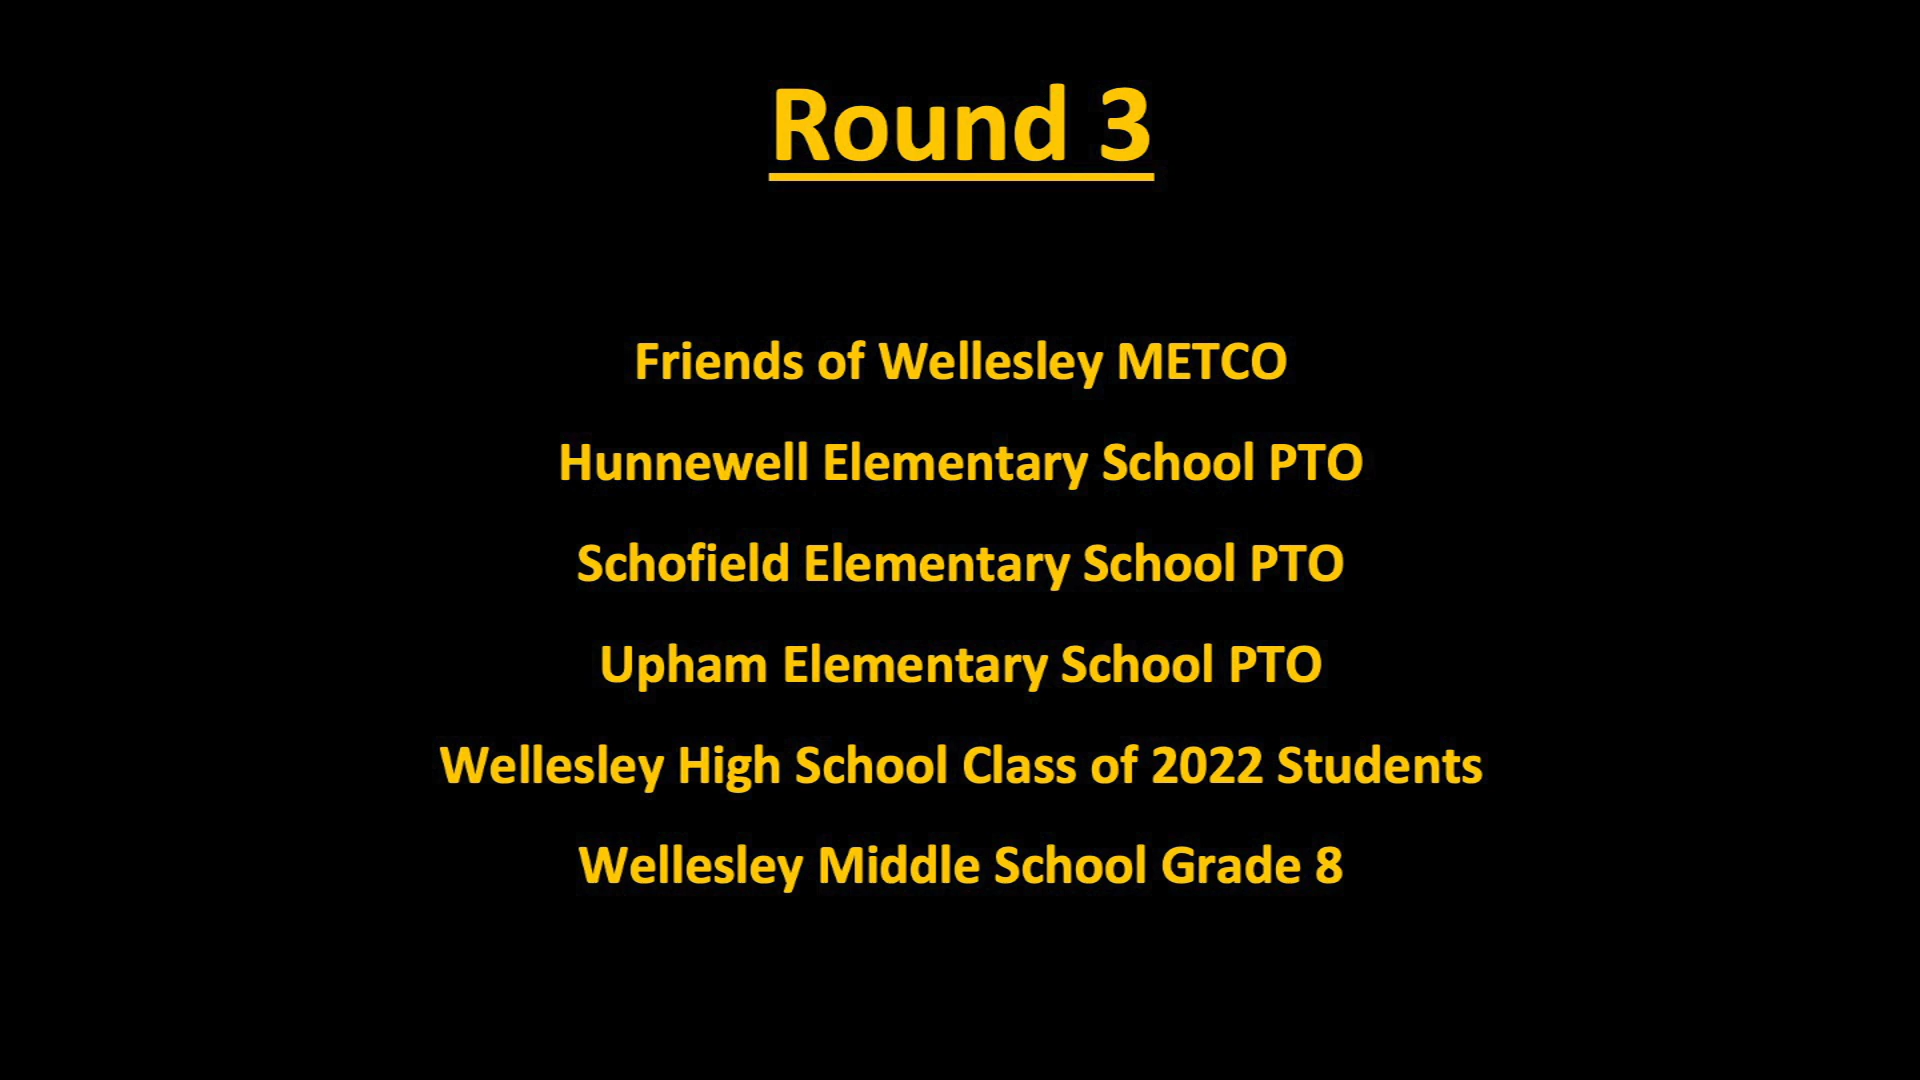 Round 3
Friends of Wellesley METCO
Hunnewell Elementary School PTO
Schofield Elementary School PTO
Upham Elementary School PTO
Wellesley High School Class of 2022 Students
Wellesley Middle School Grade 8